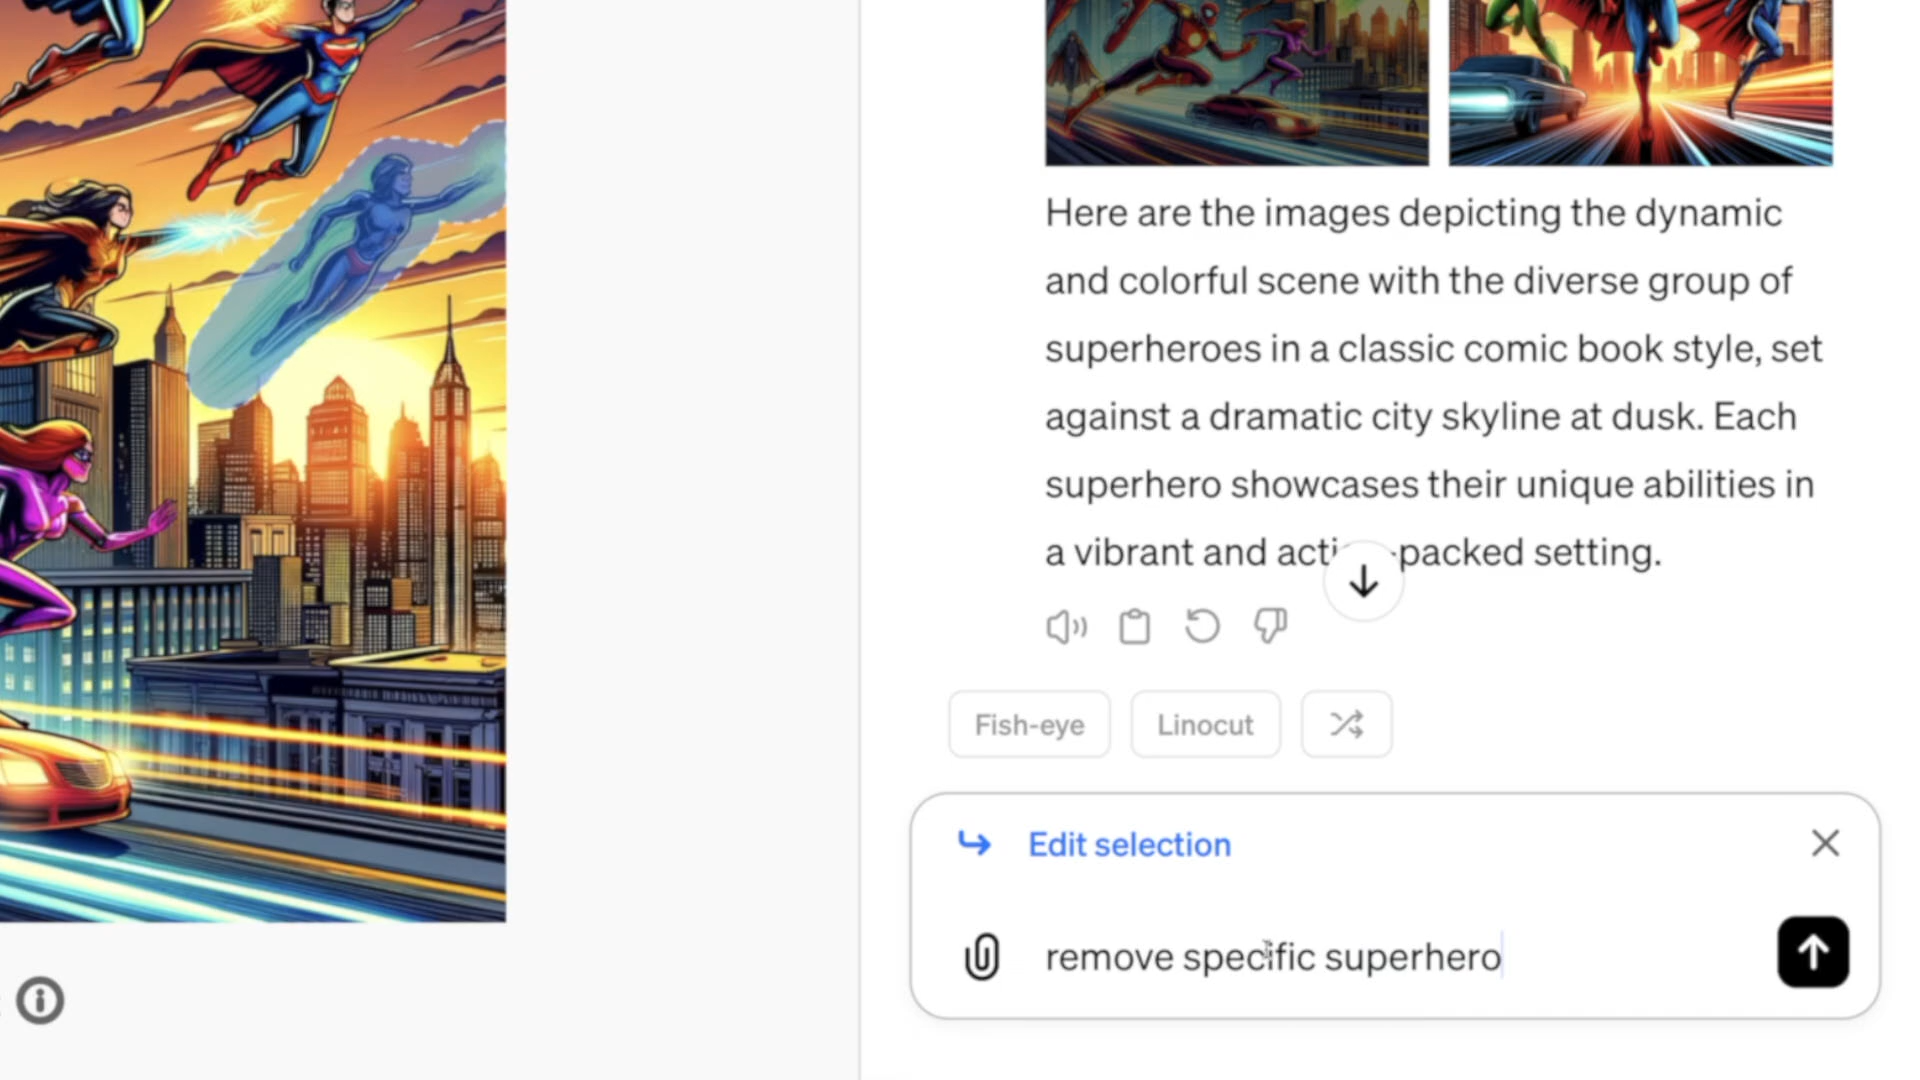 Here are the images depicting the dynamic
and colorful scene with the diverse group of
superheroes in a classic comic book style, set
against a dramatic city skyline at dusk. Each
superhero showcases their unique abilities in
a vibrant and action-packed setting.
Fish-eye
Linocut
Edit selection
remove specific superhero